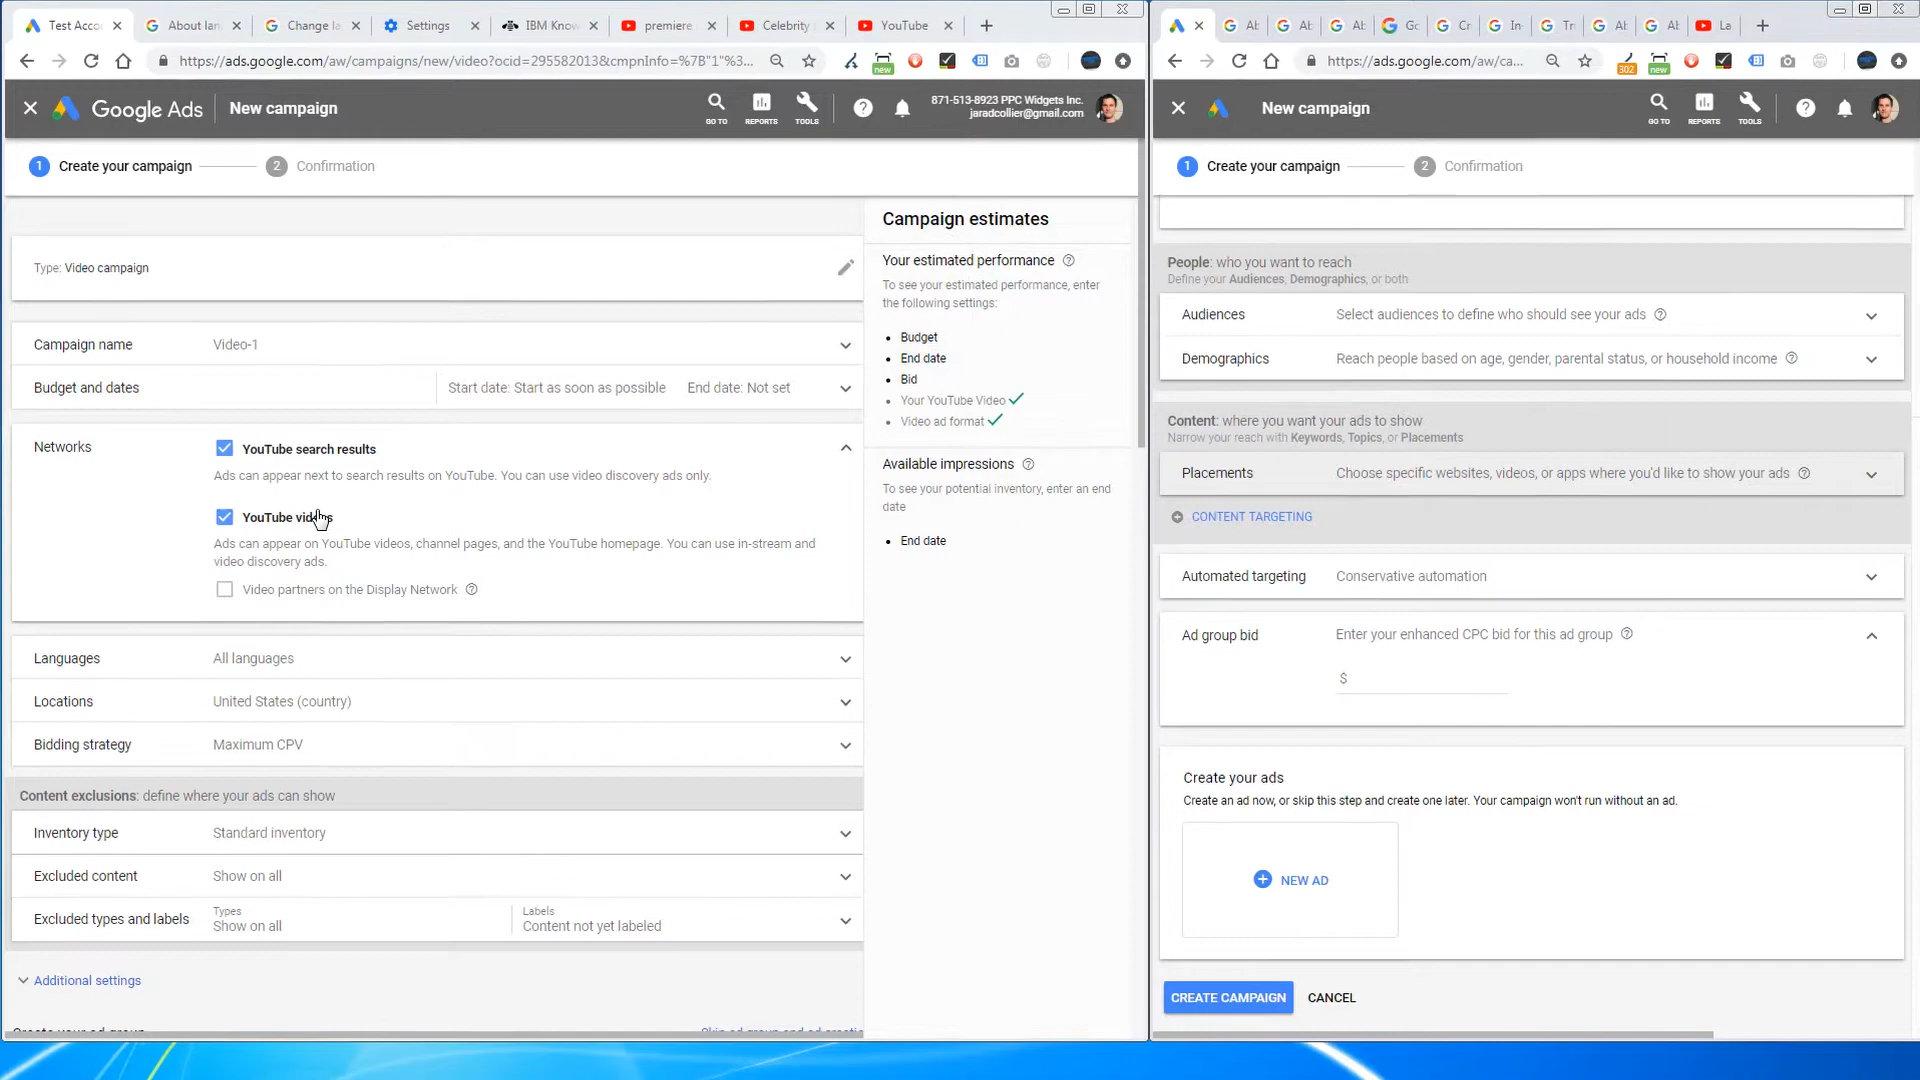 Test Acco
About lan
Change la
Settings
IBM Know
premiere
Celebrity
YouTube
https://ads.google.com/aw/campaigns/new/video?ocid=295582013&cmpnInfo=%7B"1"%3...
new
Google Ads
New campaign
GO TO
REPORTS
TOOLS
871-513-8923 PPC Widgets Inc.
jaradcollier@gmail.com
1 Create your campaign
2 Confirmation
Type: Video campaign
Campaign name Video-1
Budget and dates Start date: Start as soon as possible End date: Not set
Networks
YouTube search results
Ads can appear next to search results on YouTube. You can use video discovery ads only.
YouTube videos
Ads can appear on YouTube videos, channel pages, and the YouTube homepage. You can use in-stream and
video discovery ads.
Video partners on the Display Network
Languages All languages
Locations United States (country)
Bidding strategy Maximum CPV
Content exclusions: define where your ads can show
Inventory type Standard inventory
Excluded content Show on all
Excluded types and labels
Types
Show on all
Labels
Content not yet labeled
Additional settings
Campaign estimates
Your estimated performance
To see your estimated performance, enter
the following settings:
• Budget
• End date
• Bid
• Your YouTube Video
• Video ad format
Available impressions
To see your potential inventory, enter an end
date
• End date
Ab
Ab
Ab
Go
Cr
In
Tr
Ab
Ab
La
https://ads.google.com/aw/ca...
302
new
New campaign
GO TO
REPORTS
TOOLS
1 Create your campaign
2 Confirmation
People: who you want to reach
Define your Audiences, Demographics, or both
Audiences Select audiences to define who should see your ads
Demographics Reach people based on age, gender, parental status, or household income
Content: where you want your ads to show
Narrow your reach with Keywords, Topics, or Placements
Placements Choose specific websites, videos, or apps where you'd like to show your ads
CONTENT TARGETING
Automated targeting Conservative automation
Ad group bid Enter your enhanced CPC bid for this ad group
$
Create your ads
Create an ad now, or skip this step and create one later. Your campaign won't run without an ad.
NEW AD
CREATE CAMPAIGN
CANCEL